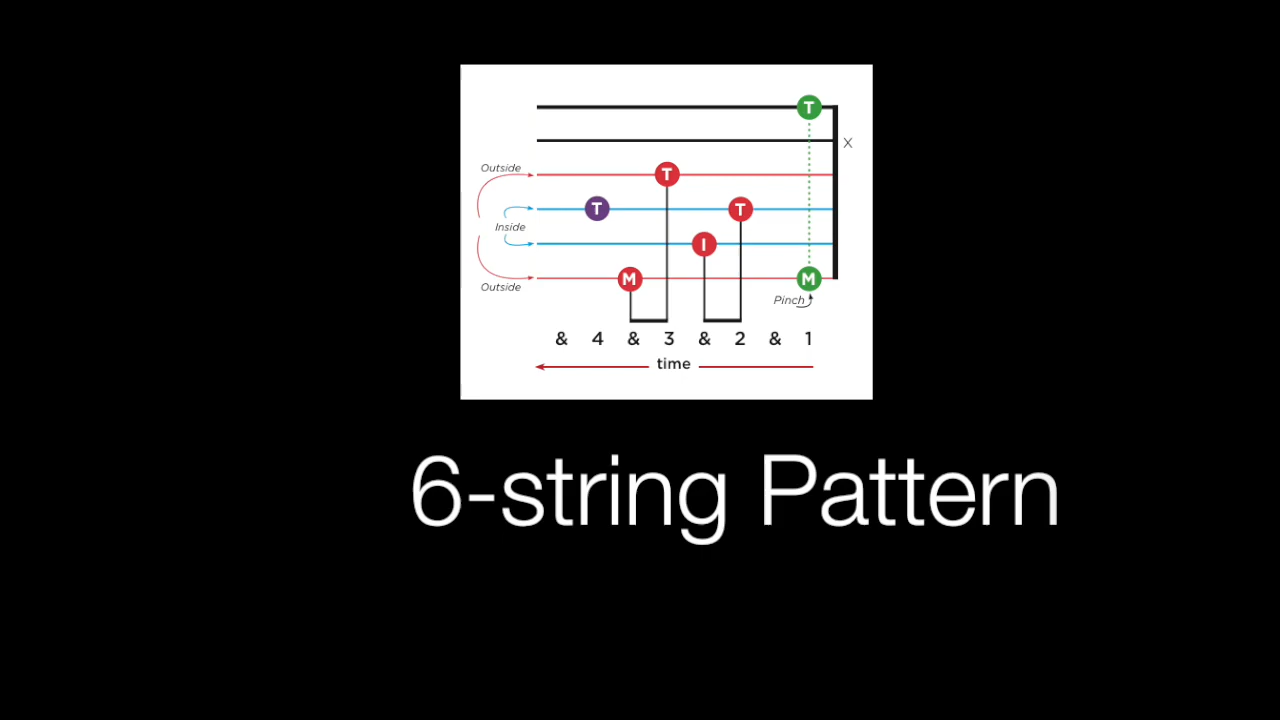 T
X
Outside
T
T
T
Inside
I
Outside
M
M
Pinch
& 4 & 3 & 2 & 1
time
6-string Pattern